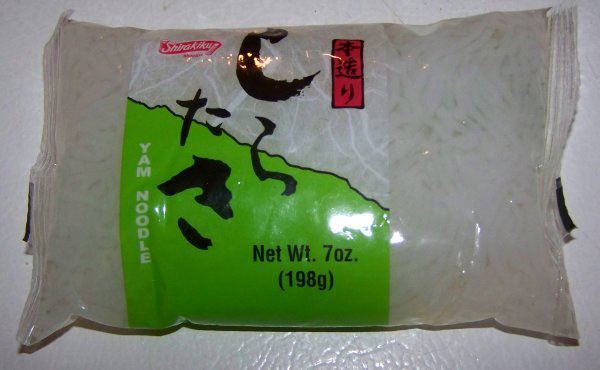 Shirakiku
本造り
しらたき
YAM NOODLE
Net Wt. 7oz.
(198g)